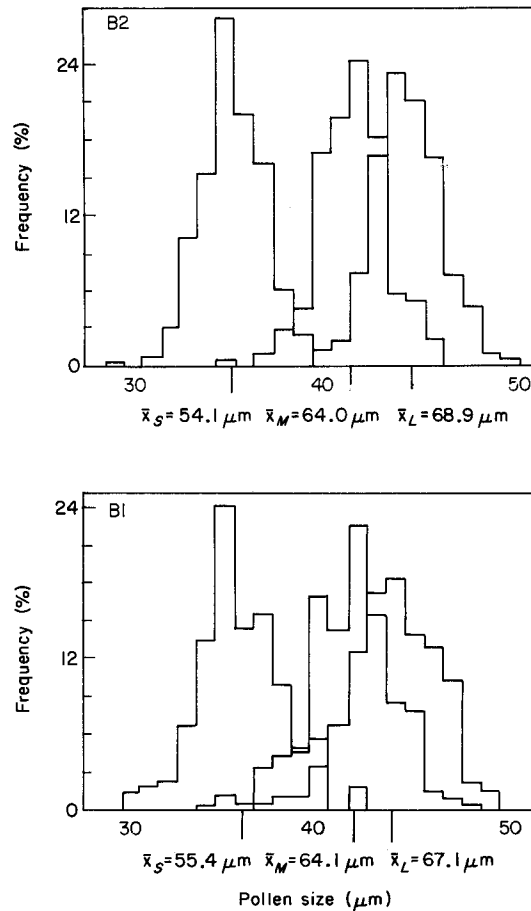 B2
24
12
0
Frequency (%)
30 40 50
x̄S=54.1 μm x̄M=64.0 μm x̄L=68.9 μm
B1
24
12
0
Frequency (%)
30 40 50
x̄S=55.4 μm x̄M=64.1 μm x̄L=67.1 μm
Pollen size (μm)